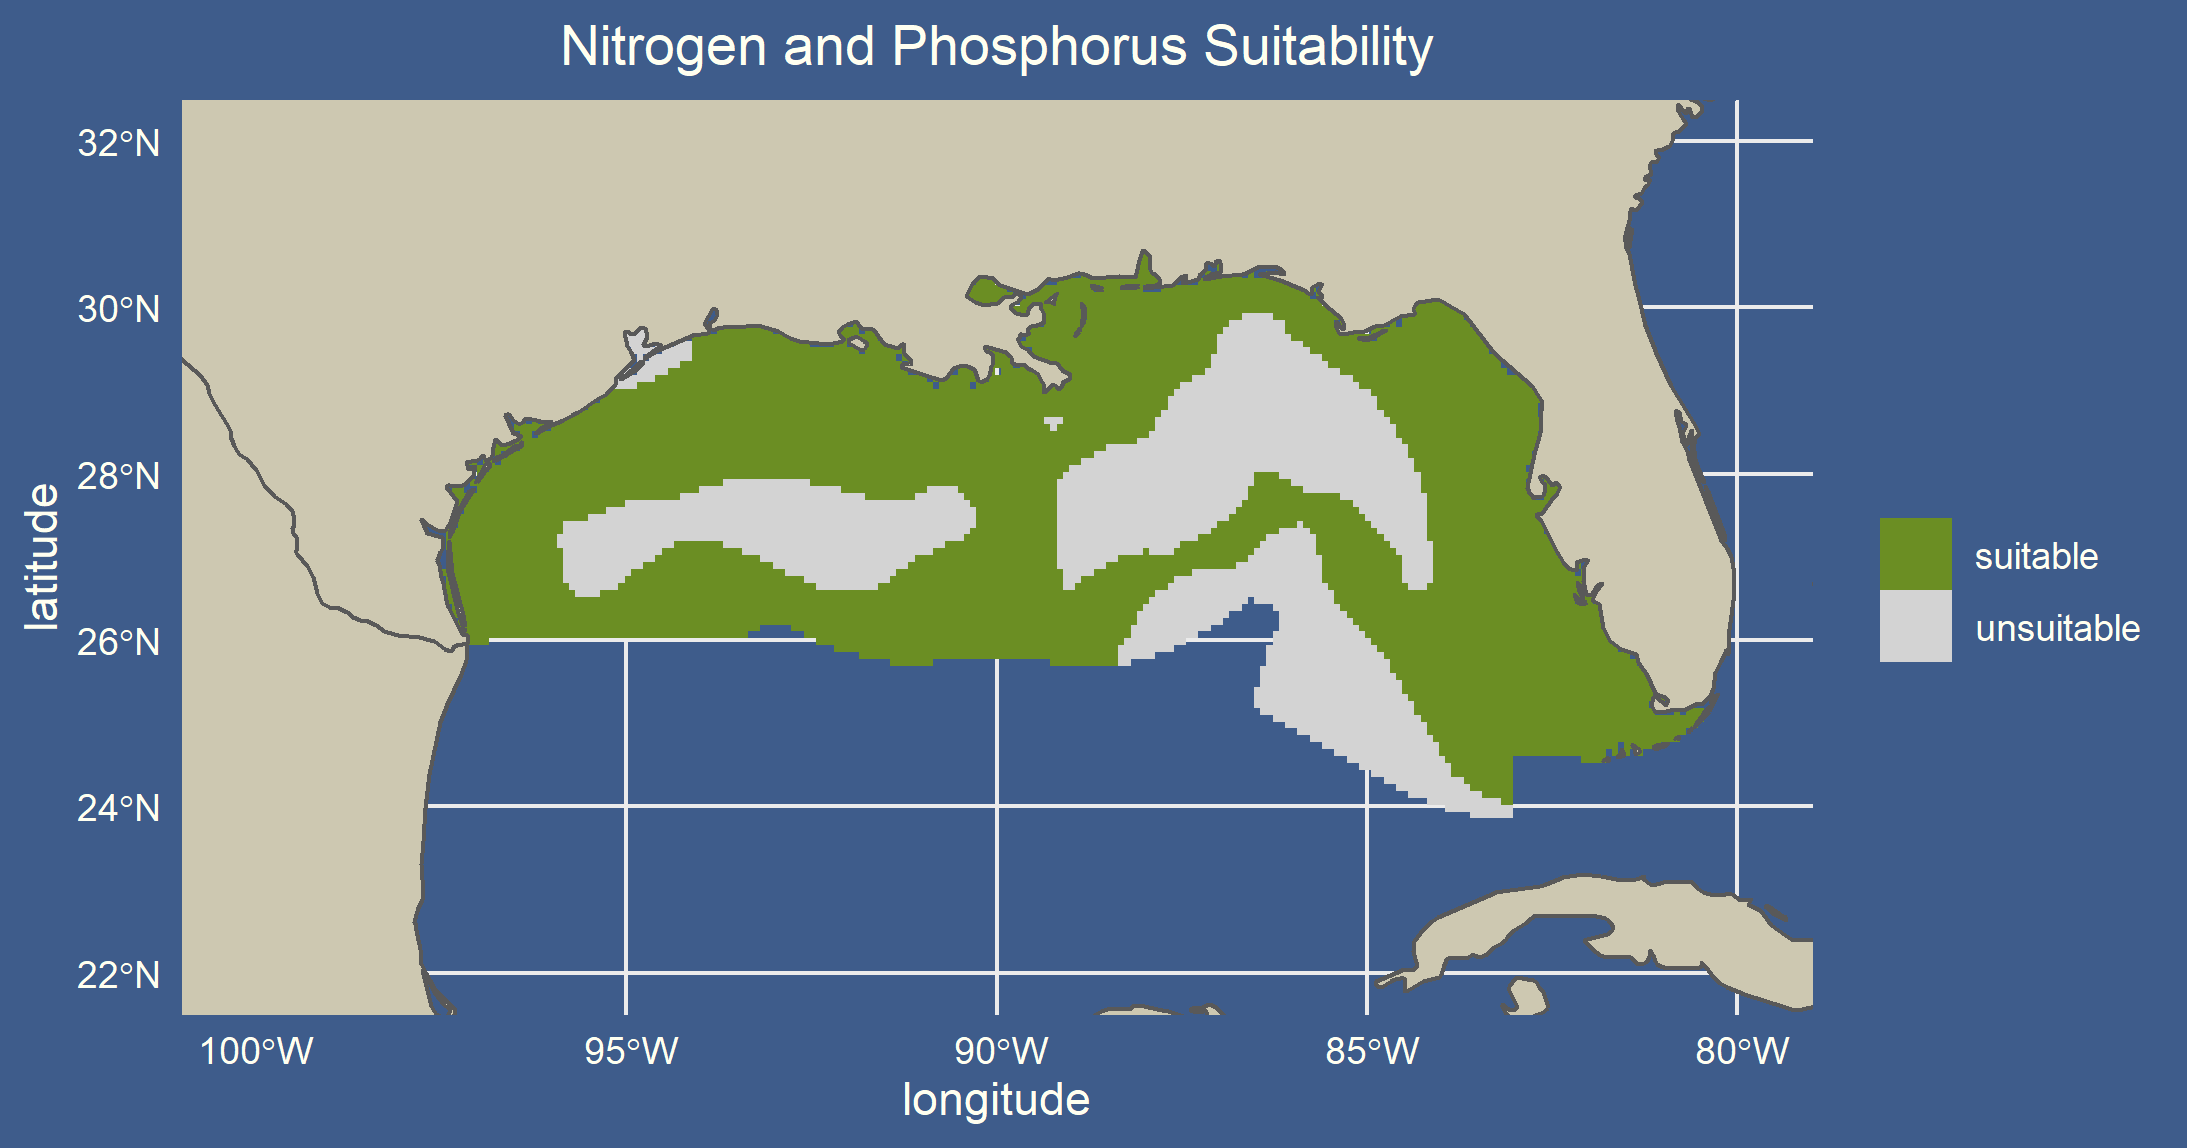 Nitrogen and Phosphorus Suitability
32°N
30°N
28°N
26°N
24°N
22°N
latitude
100°W
95°W
90°W
85°W
80°W
longitude
suitable
unsuitable